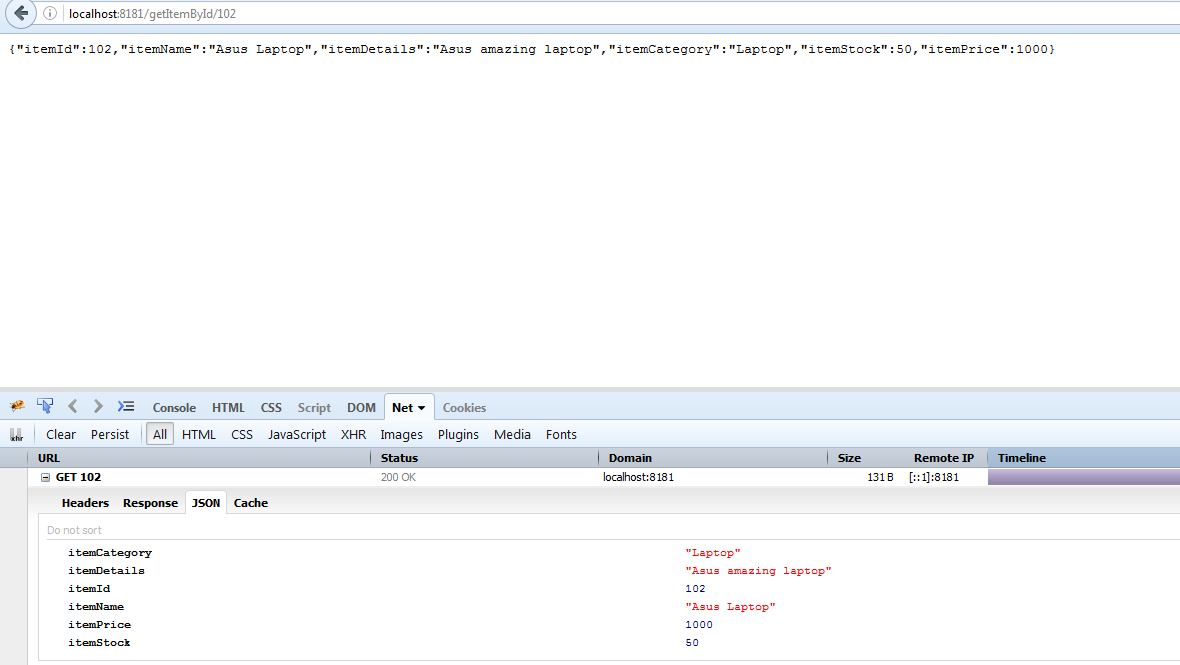 localhost:8181/getItemById/102
{"itemId":102,"itemName":"Asus Laptop","itemDetails":"Asus amazing laptop","itemCategory":"Laptop","itemStock":50,"itemPrice":1000}
Console HTML CSS Script DOM Net Cookies
xhr Clear Persist All HTML CSS JavaScript XHR Images Plugins Media Fonts
URL Status Domain Size Remote IP Timeline
GET 102 200 OK localhost:8181 131 B [::1]:8181
Headers Response JSON Cache
Do not sort
itemCategory "Laptop"
itemDetails "Asus amazing laptop"
itemId 102
itemName "Asus Laptop"
itemPrice 1000
itemStock 50